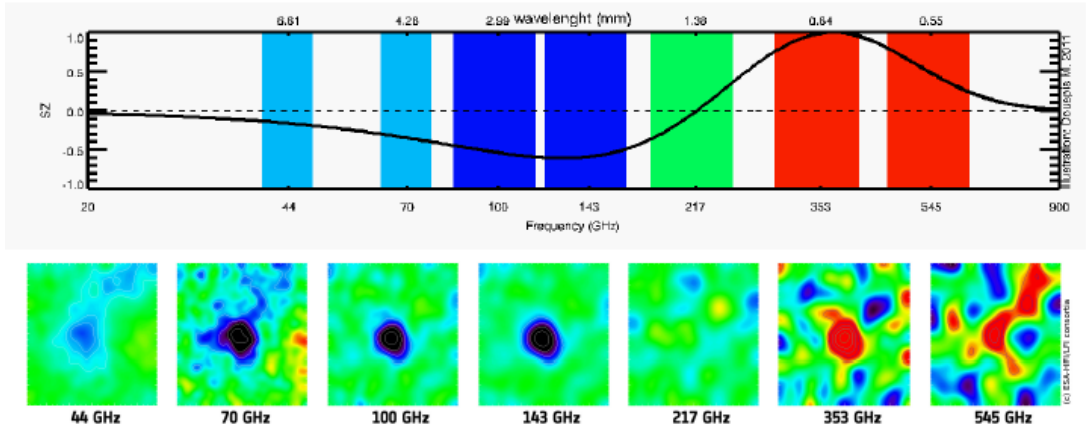 wavelenght (mm)
6.81 4.28 2.99 1.38 0.84 0.55
1.0
0.5
0.0
-0.5
-1.0
SZ
20 44 70 100 143 217 353 545 900
Frequency (GHz)
Illustration: Douspis M. 2011
44 GHz 70 GHz 100 GHz 143 GHz 217 GHz 353 GHz 545 GHz
(c) ESA-HFI/LFI consortia